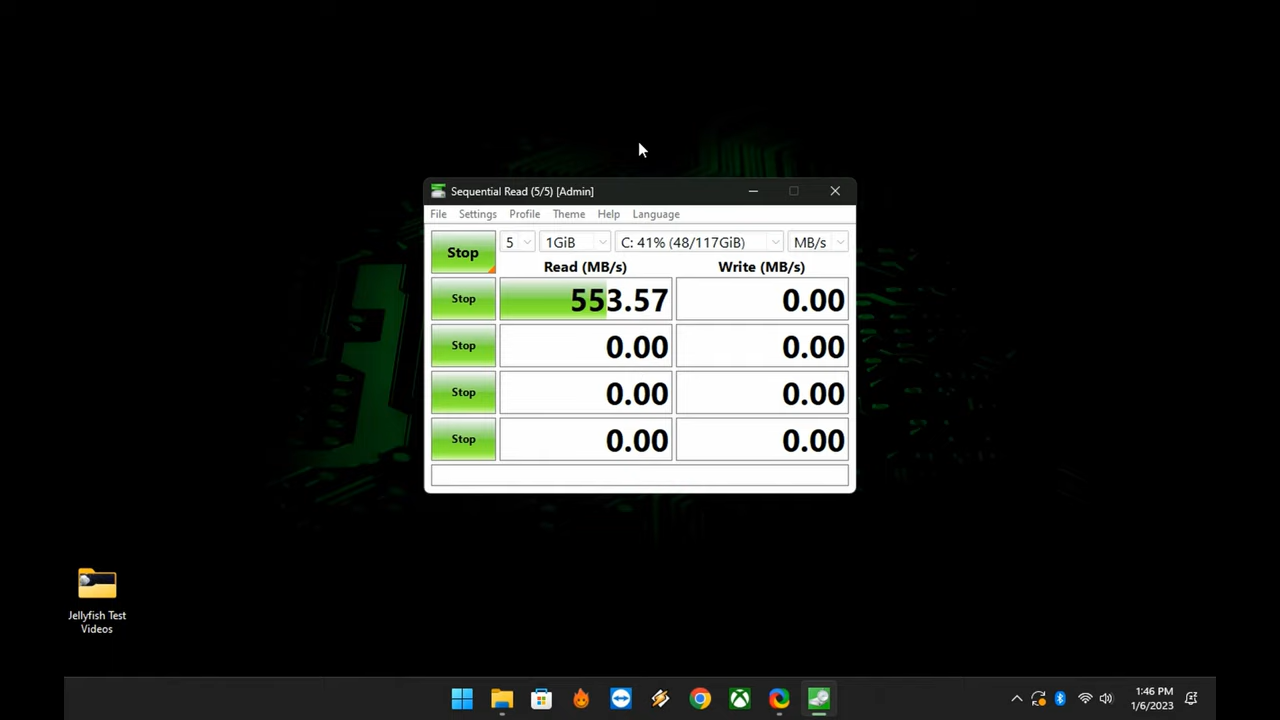 Sequential Read (5/5) [Admin]
File Settings Profile Theme Help Language
Stop 5 1GiB C: 41% (48/117GiB) MB/s
Read (MB/s) Write (MB/s)
Stop 553.57 0.00
Stop 0.00 0.00
Stop 0.00 0.00
Stop 0.00 0.00
Jellyfish Test
Videos
1:46 PM
1/6/2023